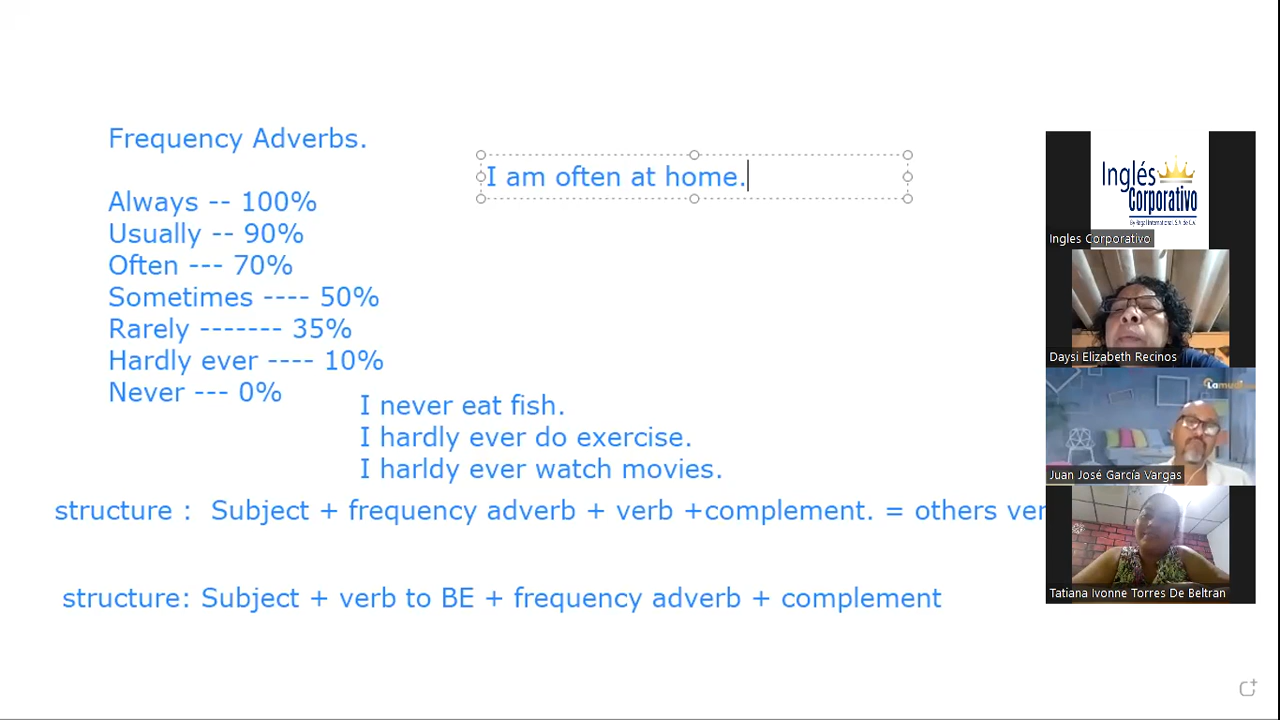 Frequency Adverbs.
I am often at home.
Always -- 100%
Usually -- 90%
Often --- 70%
Sometimes ---- 50%
Rarely ------- 35%
Hardly ever ---- 10%
Never --- 0%
I never eat fish.
I hardly ever do exercise.
I harldy ever watch movies.
structure : Subject + frequency adverb + verb +complement. = others ver
structure: Subject + verb to BE + frequency adverb + complement
Inglés
Corporativo
Ingles Corporativo
Daysi Elizabeth Recinos
Juan José García Vargas
Tatiana Ivonne Torres De Beltran